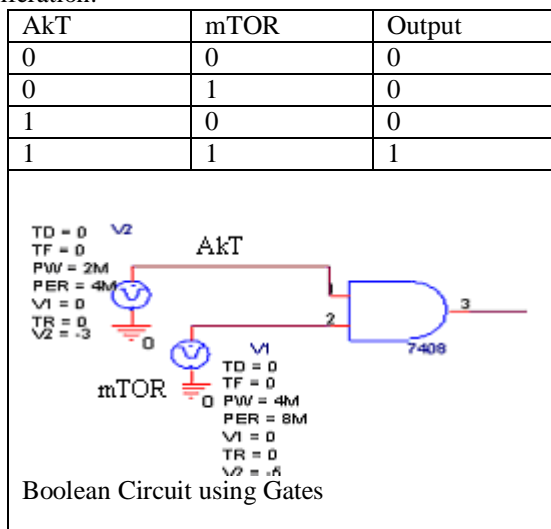 AkT mTOR Output
0 0 0
0 1 0
1 0 0
1 1 1
TD = 0 V2
TF = 0
PW = 2M
PER = 4M
V1 = 0
TR = 0
V2 = -3
AkT
1
2
3
7408
0
mTOR
0
V1
TD = 0
TF = 0
PW = 4M
PER = 8M
V1 = 0
TR = 0
V2 = -5
Boolean Circuit using Gates